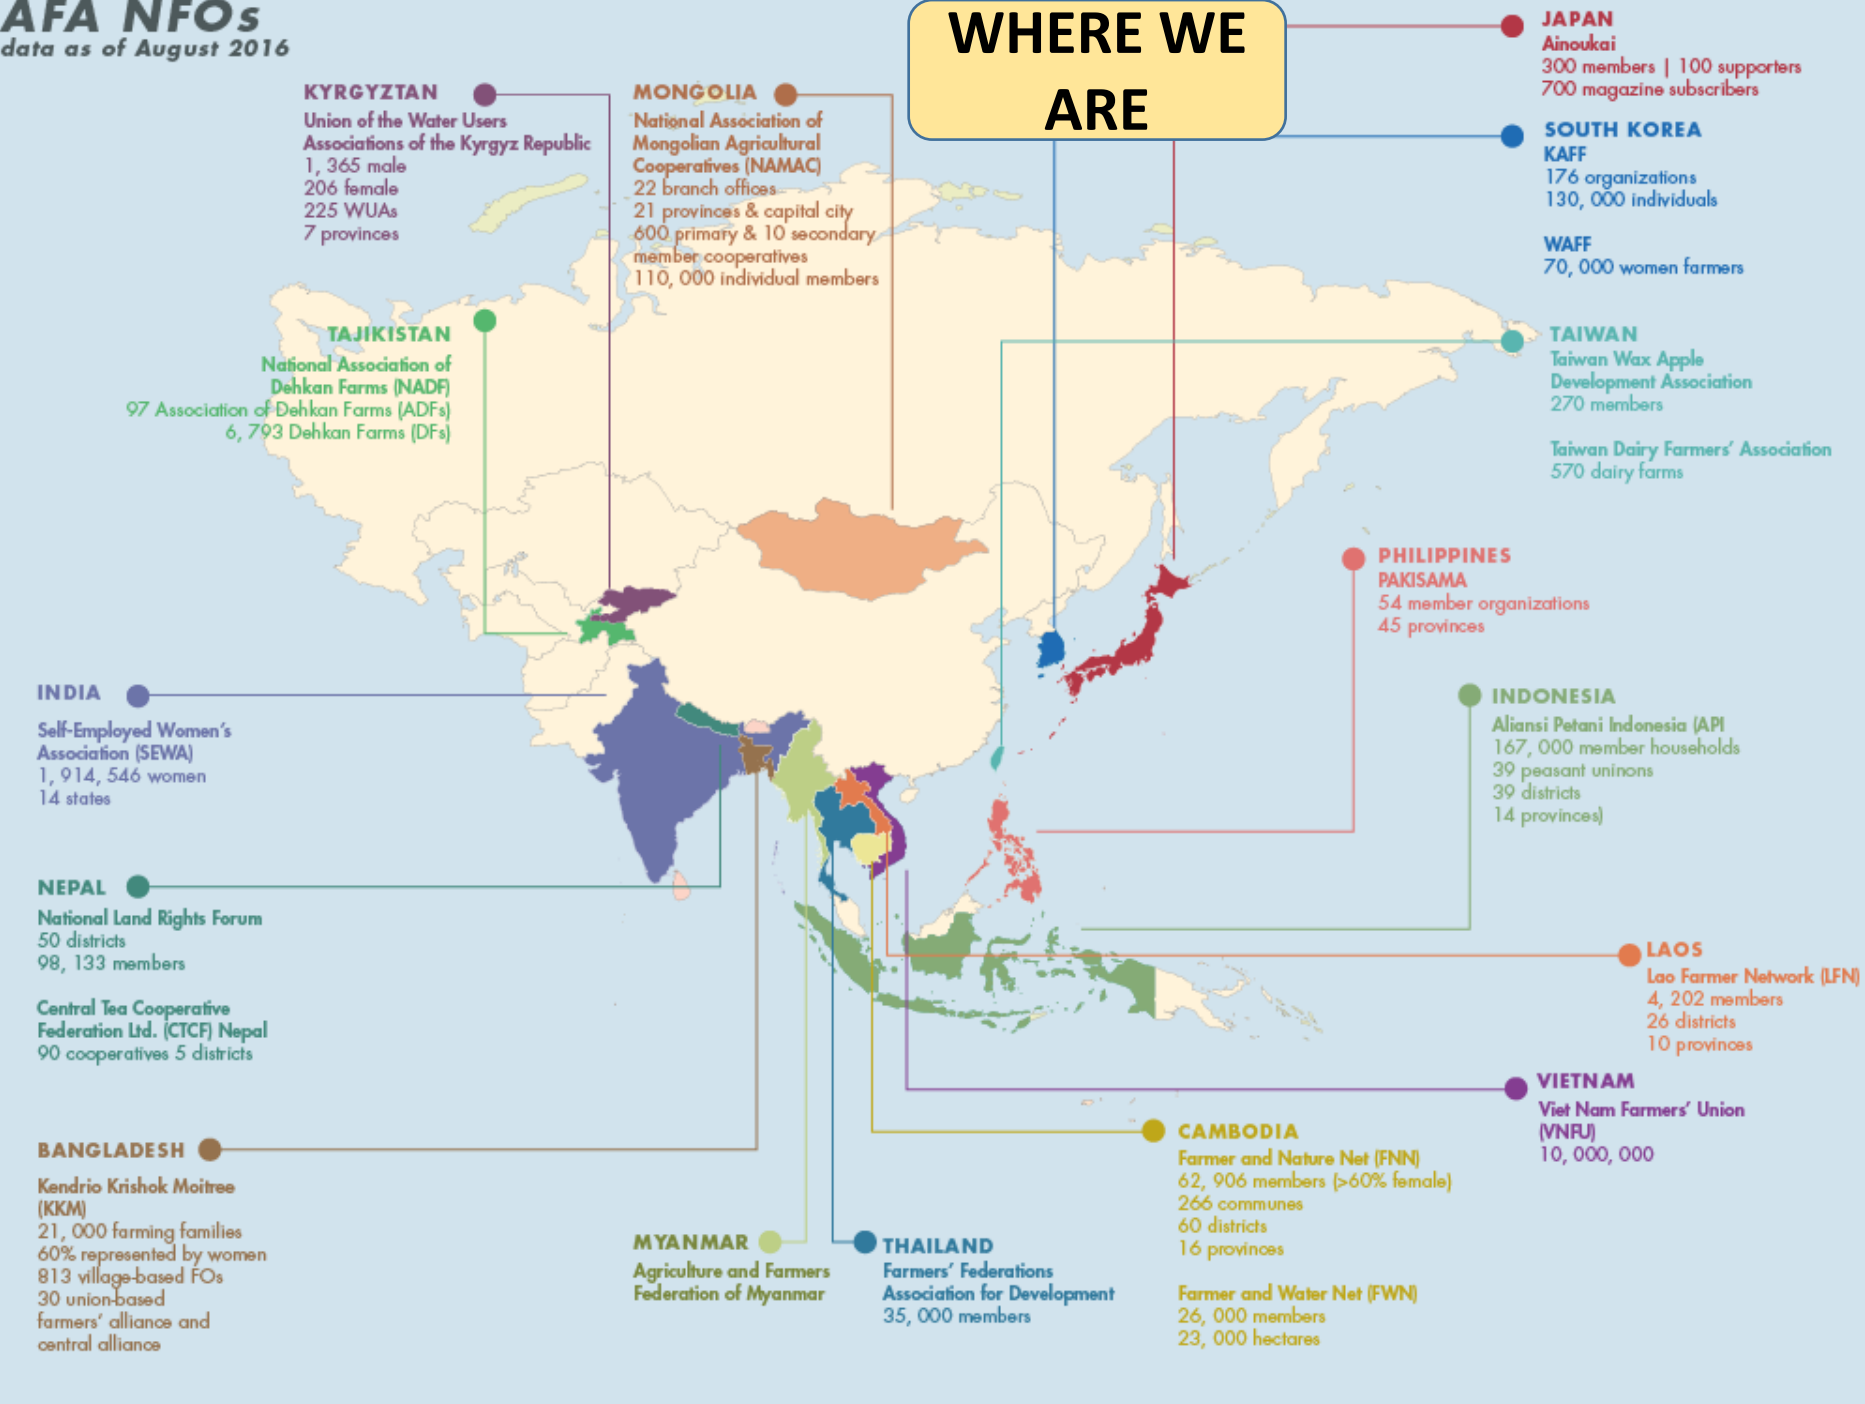 AFA NFOs
data as of August 2016
WHERE WE
ARE
KYRGYZTAN
Union of the Water Users
Associations of the Kyrgyz Republic
1, 365 male
206 female
225 WUAs
7 provinces
MONGOLIA
National Association of
Mongolian Agricultural
Cooperatives (NAMAC)
22 branch offices
21 provinces & capital city
600 primary & 10 secondary
member cooperatives
110, 000 individual members
JAPAN
Ainoukai
300 members | 100 supporters
700 magazine subscribers
SOUTH KOREA
KAFF
176 organizations
130, 000 individuals
WAFF
70, 000 women farmers
TAJIKISTAN
National Association of
Dehkan Farms (NADF)
97 Association of Dehkan Farms (ADFs)
6, 793 Dehkan Farms (DFs)
TAIWAN
Taiwan Wax Apple
Development Association
270 members
Taiwan Dairy Farmers' Association
570 dairy farms
PHILIPPINES
PAKISAMA
54 member organizations
45 provinces
INDIA
Self-Employed Women's
Association (SEWA)
1, 914, 546 women
14 states
INDONESIA
Aliansi Petani Indonesia (API
167, 000 member households
39 peasant uninons
39 districts
14 provinces)
NEPAL
National Land Rights Forum
50 districts
98, 133 members
Central Tea Cooperative
Federation Ltd. (CTCF) Nepal
90 cooperatives 5 districts
LAOS
Lao Farmer Network (LFN)
4, 202 members
26 districts
10 provinces
VIETNAM
Viet Nam Farmers' Union
(VNFU)
10, 000, 000
BANGLADESH
Kendrio Krishok Moitree
(KKM)
21, 000 farming families
60% represented by women
813 village-based FOs
30 union-based
farmers' alliance and
central alliance
MYANMAR
Agriculture and Farmers
Federation of Myanmar
THAILAND
Farmers' Federations
Association for Development
35, 000 members
CAMBODIA
Farmer and Nature Net (FNN)
62, 906 members (>60% female)
266 communes
60 districts
16 provinces
Farmer and Water Net (FWN)
26, 000 members
23, 000 hectares